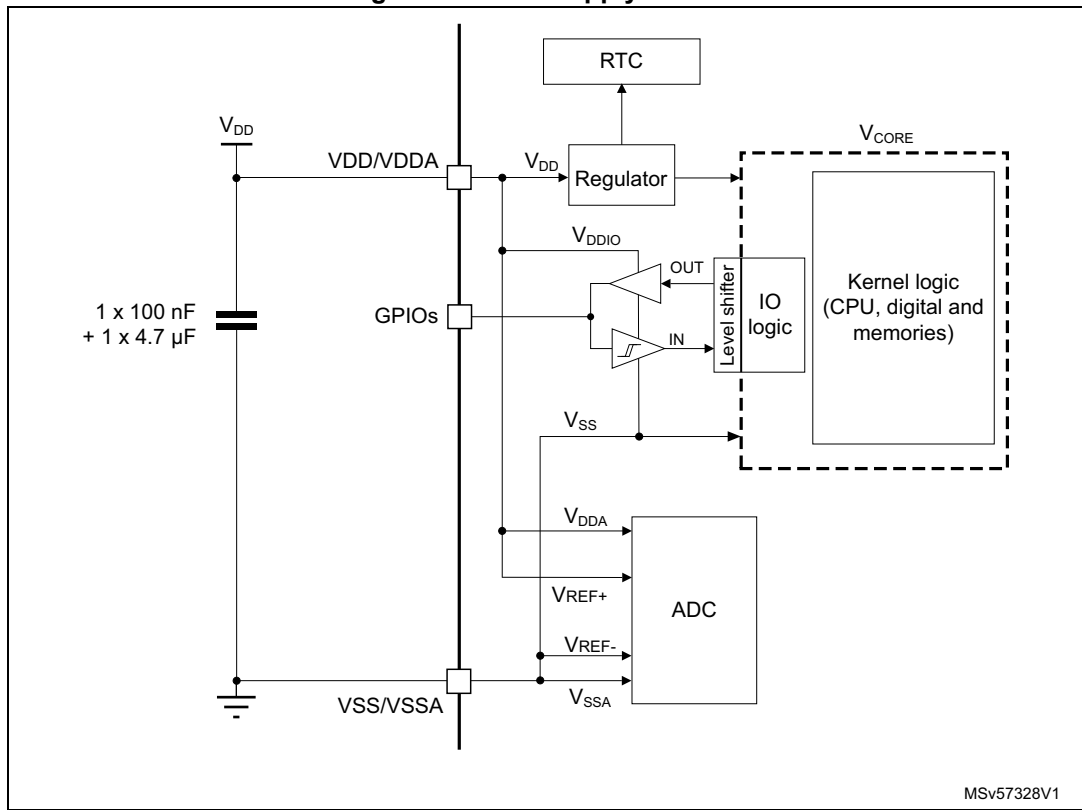 RTC
VDD
VCORE
VDD/VDDA
VDD
Regulator
VDDIO
OUT
Level shifter
IO
logic
Kernel logic
(CPU, digital and
memories)
1 x 100 nF
+ 1 x 4.7 µF
GPIOs
IN
VSS
VDDA
VREF+
ADC
VREF-
VSS/VSSA
VSSA
MSv57328V1